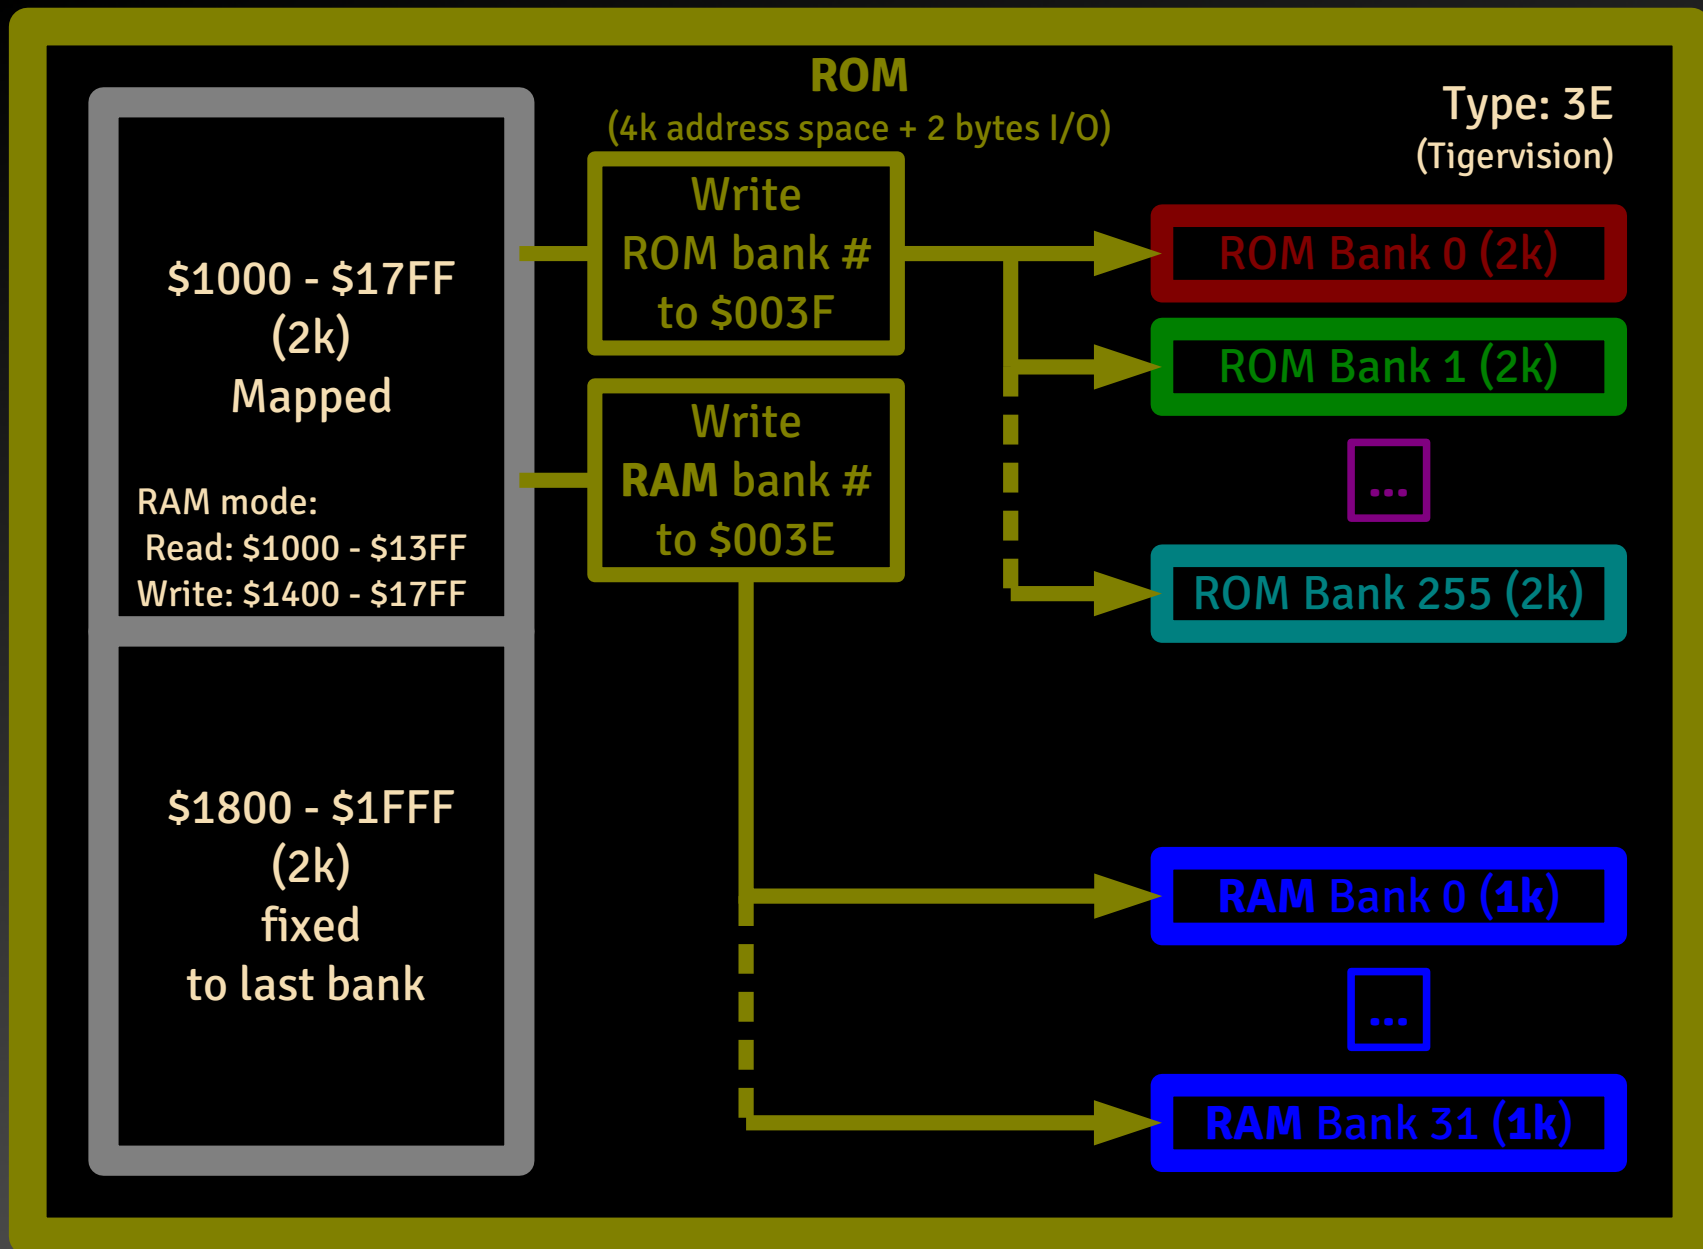 ROM
(4k address space + 2 bytes I/O)
Type: 3E
(Tigervision)
$1000 - $17FF
(2k)
Mapped
RAM mode:
Read: $1000 - $13FF
Write: $1400 - $17FF
$1800 - $1FFF
(2k)
fixed
to last bank
Write
ROM bank #
to $003F
Write
RAM bank #
to $003E
ROM Bank 0 (2k)
ROM Bank 1 (2k)
...
ROM Bank 255 (2k)
RAM Bank 0 (1k)
...
RAM Bank 31 (1k)